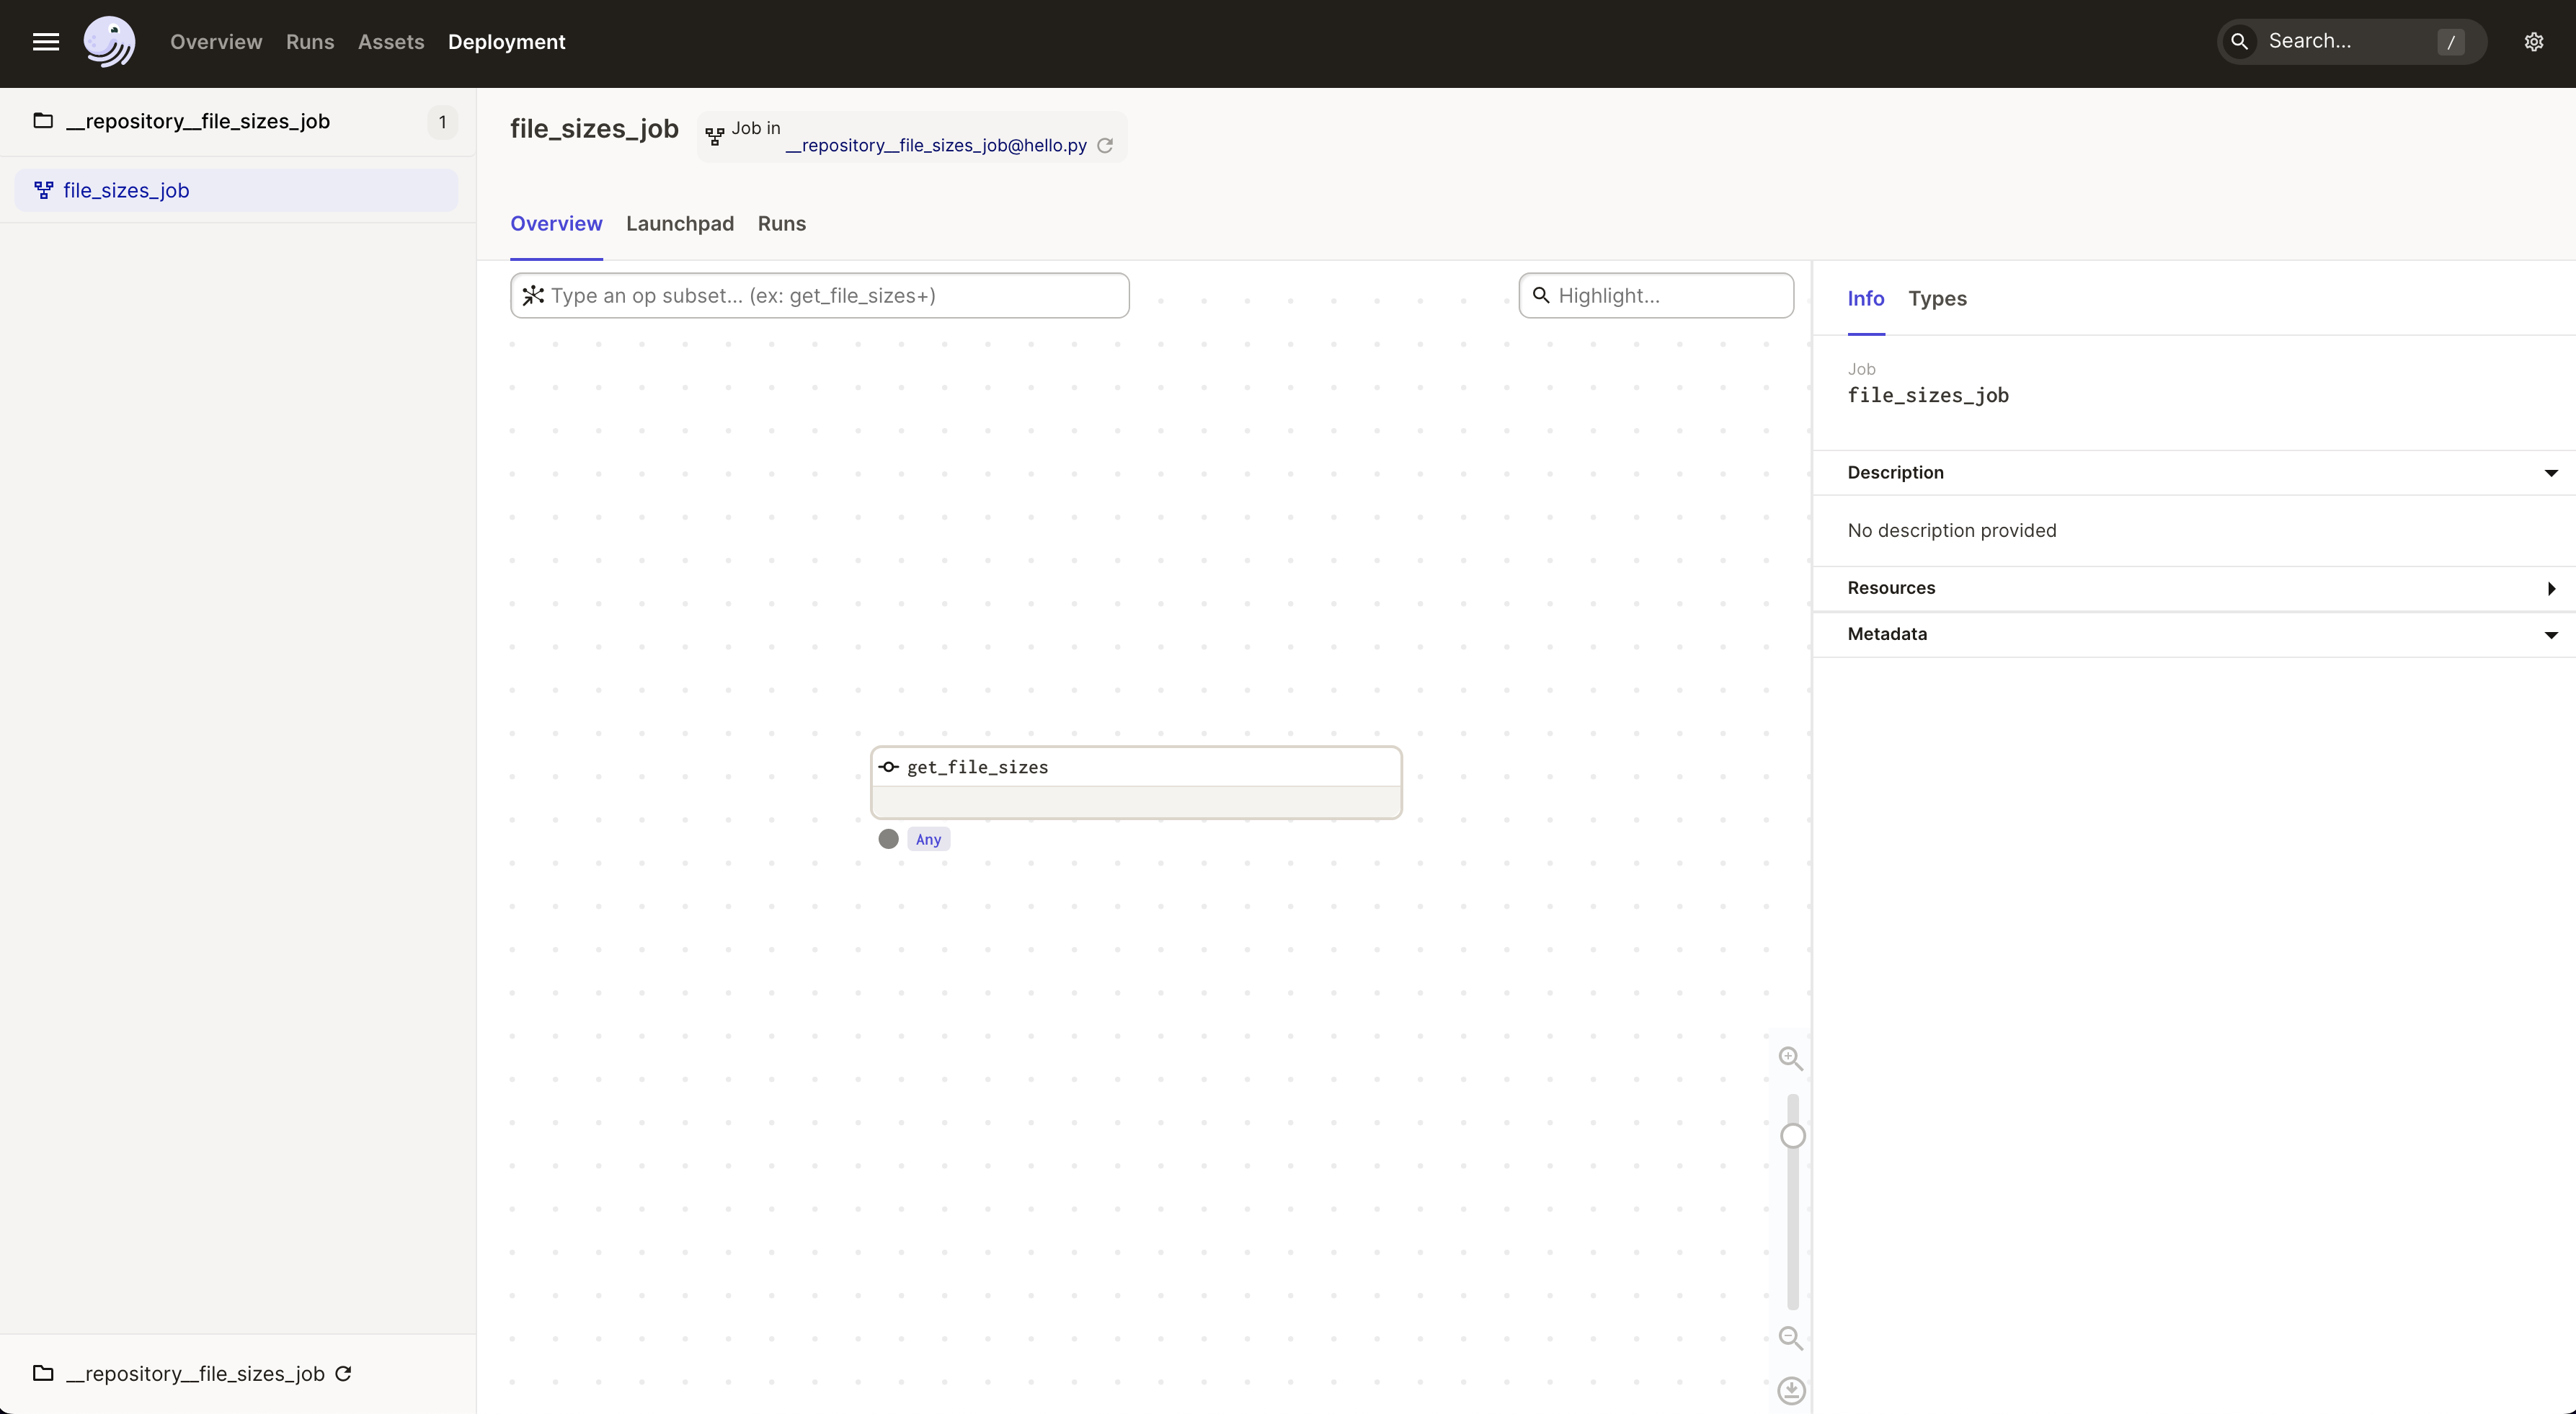 Overview Runs Assets Deployment
Search... /
__repository__file_sizes_job 1
file_sizes_job
file_sizes_job
Job in
__repository__file_sizes_job@hello.py
Overview Launchpad Runs
Type an op subset... (ex: get_file_sizes+)
Highlight...
get_file_sizes
Any
Info Types
Job
file_sizes_job
Description
No description provided
Resources
Metadata
__repository__file_sizes_job